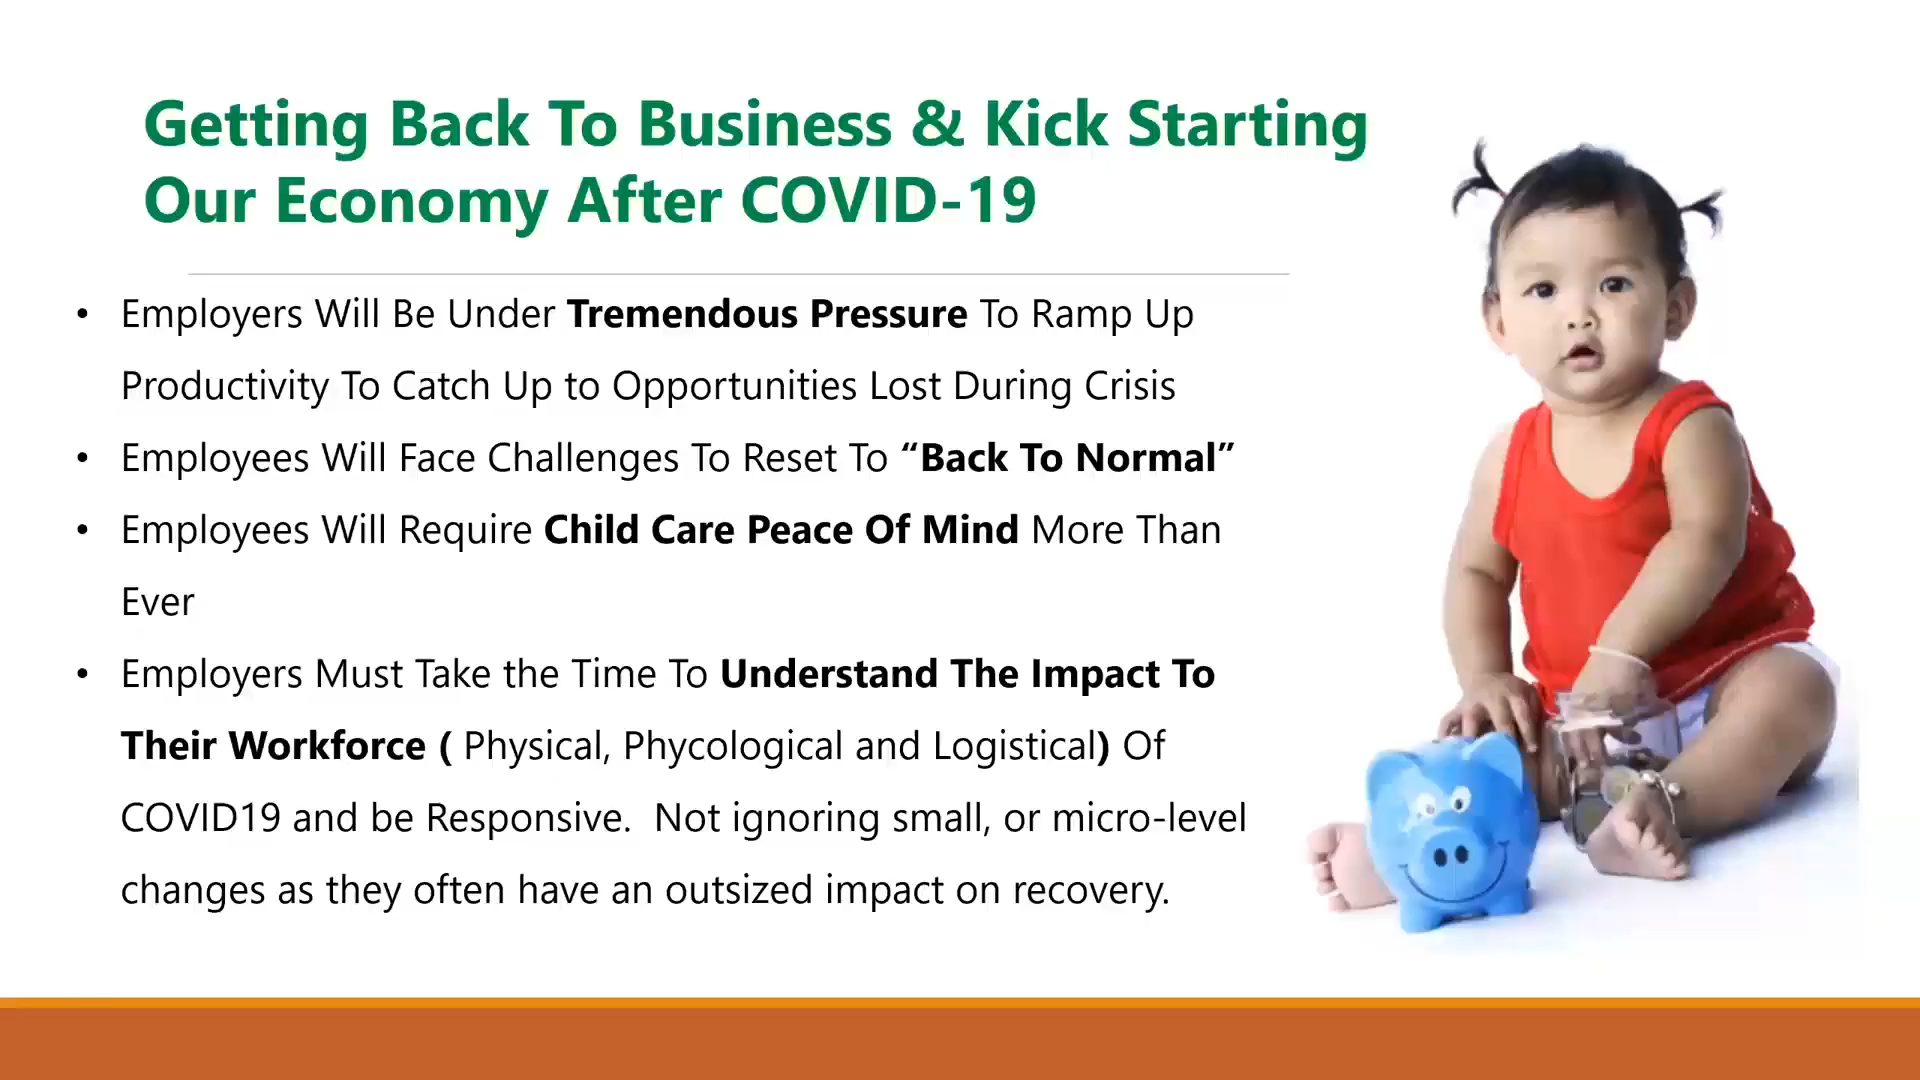 Getting Back To Business & Kick Starting
Our Economy After COVID-19
• Employers Will Be Under Tremendous Pressure To Ramp Up
Productivity To Catch Up to Opportunities Lost During Crisis
• Employees Will Face Challenges To Reset To “Back To Normal”
• Employees Will Require Child Care Peace Of Mind More Than
Ever
• Employers Must Take the Time To Understand The Impact To
Their Workforce ( Physical, Phycological and Logistical) Of
COVID19 and be Responsive.  Not ignoring small, or micro-level
changes as they often have an outsized impact on recovery.